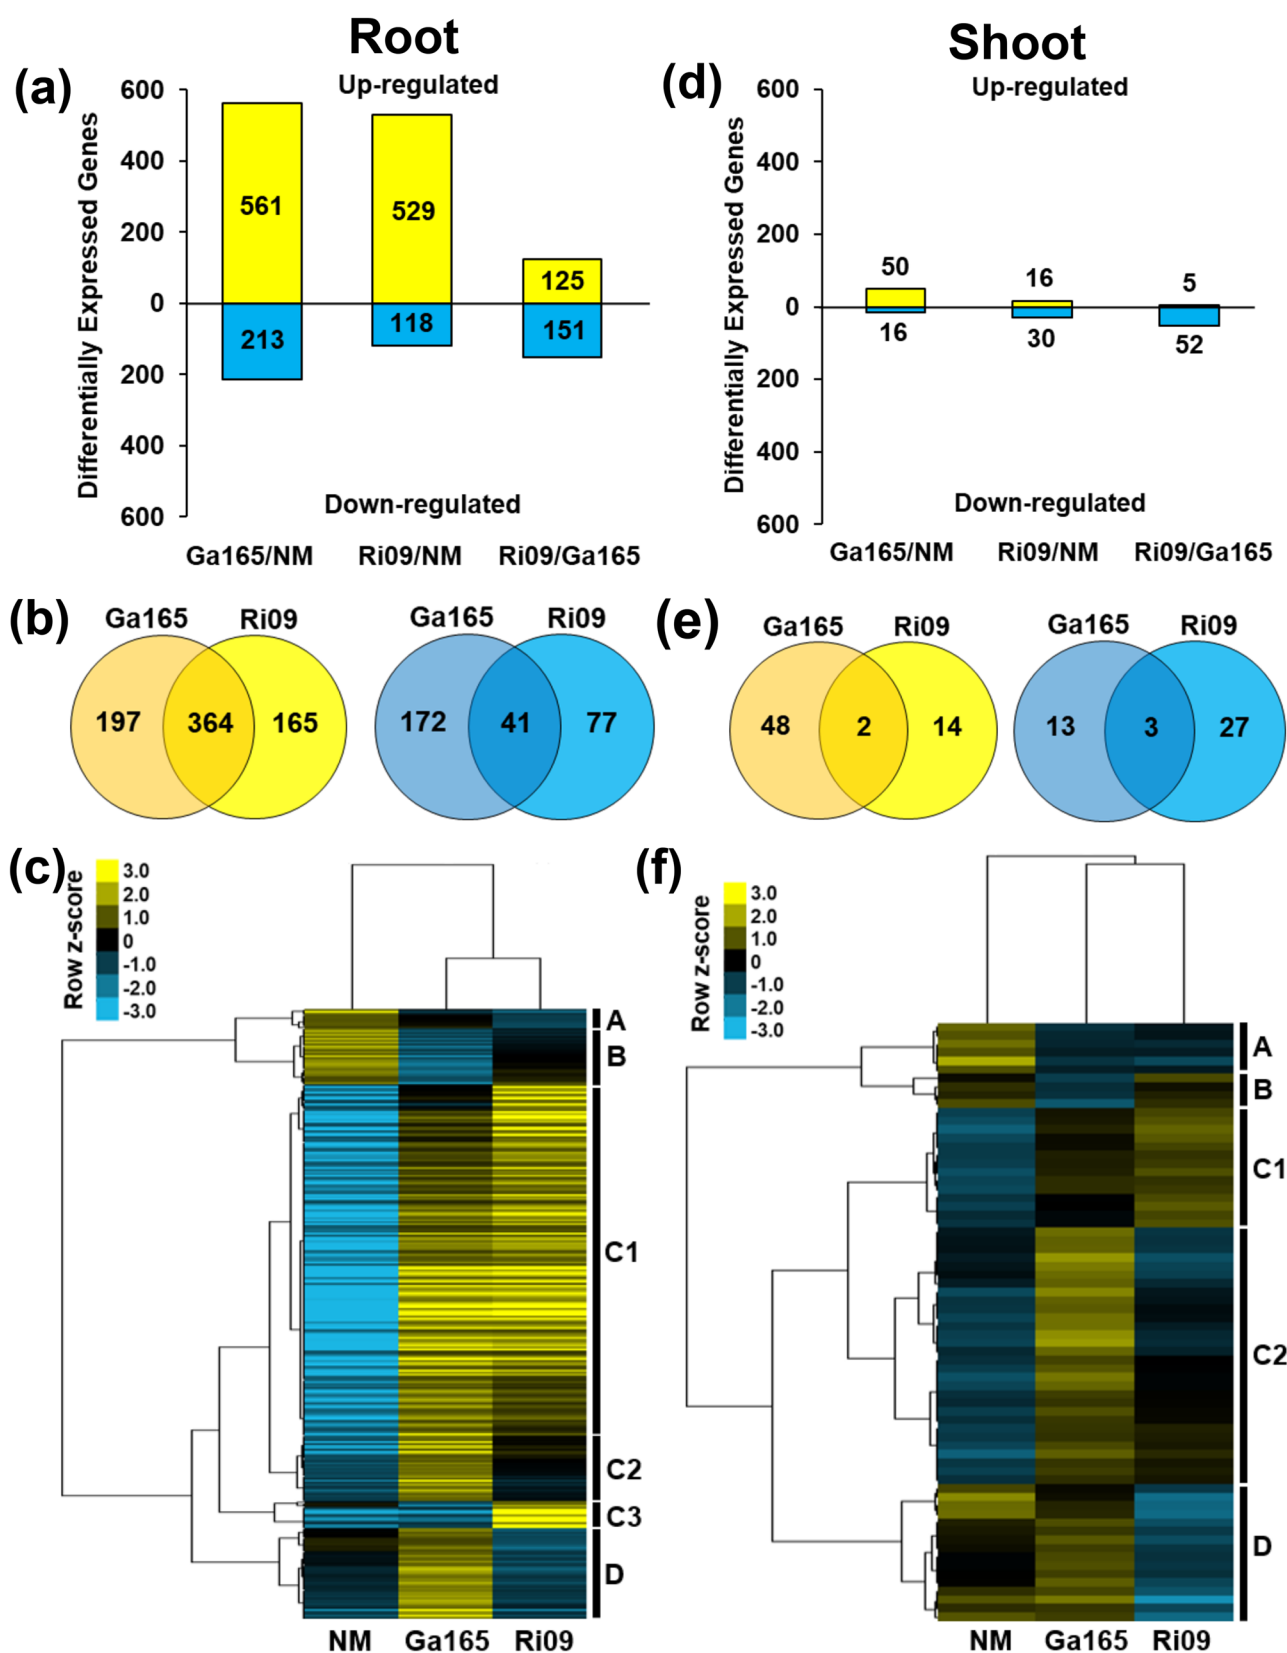 Root
(a)
Up-regulated
Differentially Expressed Genes
600
400
200
0
200
400
600
561
529
125
213
118
151
Down-regulated
Ga165/NM Ri09/NM Ri09/Ga165
Shoot
(d)
Up-regulated
Differentially Expressed Genes
600
400
200
0
200
400
600
50
16
5
16
30
52
Down-regulated
Ga165/NM Ri09/NM Ri09/Ga165
(b)
Ga165 Ri09
197 364 165
Ga165 Ri09
172 41 77
(e)
Ga165 Ri09
48 2 14
Ga165 Ri09
13 3 27
(c)
Row z-score
3.0
2.0
1.0
0
-1.0
-2.0
-3.0
A
B
C1
C2
C3
D
NM Ga165 Ri09
(f)
Row z-score
3.0
2.0
1.0
0
-1.0
-2.0
-3.0
A
B
C1
C2
D
NM Ga165 Ri09